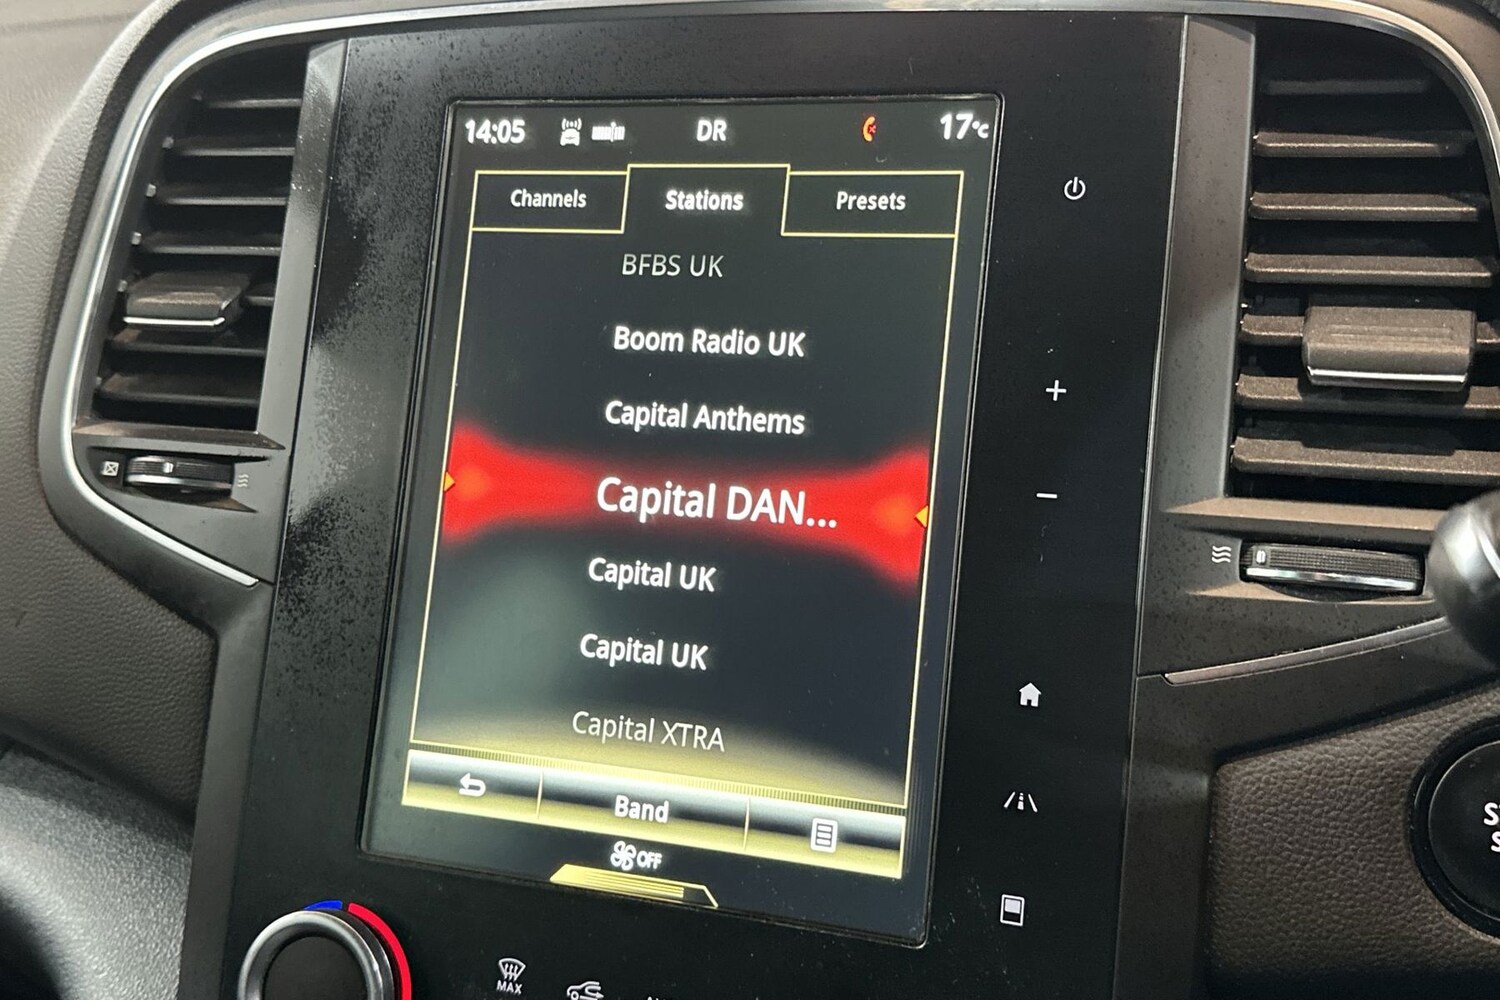 14:05 DR 17°C
Channels Stations Presets
BFBS UK
Boom Radio UK
Capital Anthems
Capital DAN...
Capital UK
Capital UK
Capital XTRA
Band
OFF
MAX